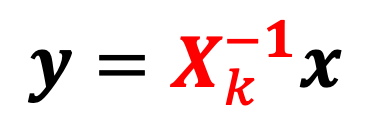 y = X_k^{-1} x